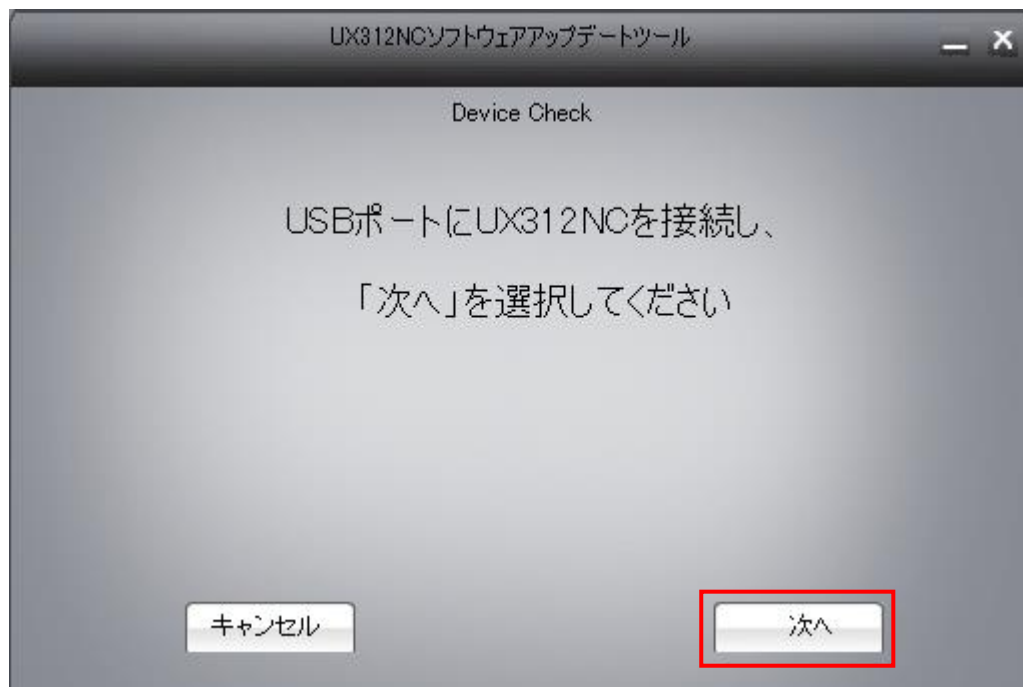 UX312NCソフトウェアアップデートツール
Device Check
USBポートにUX312NCを接続し、
「次へ」を選択してください
キャンセル
次へ